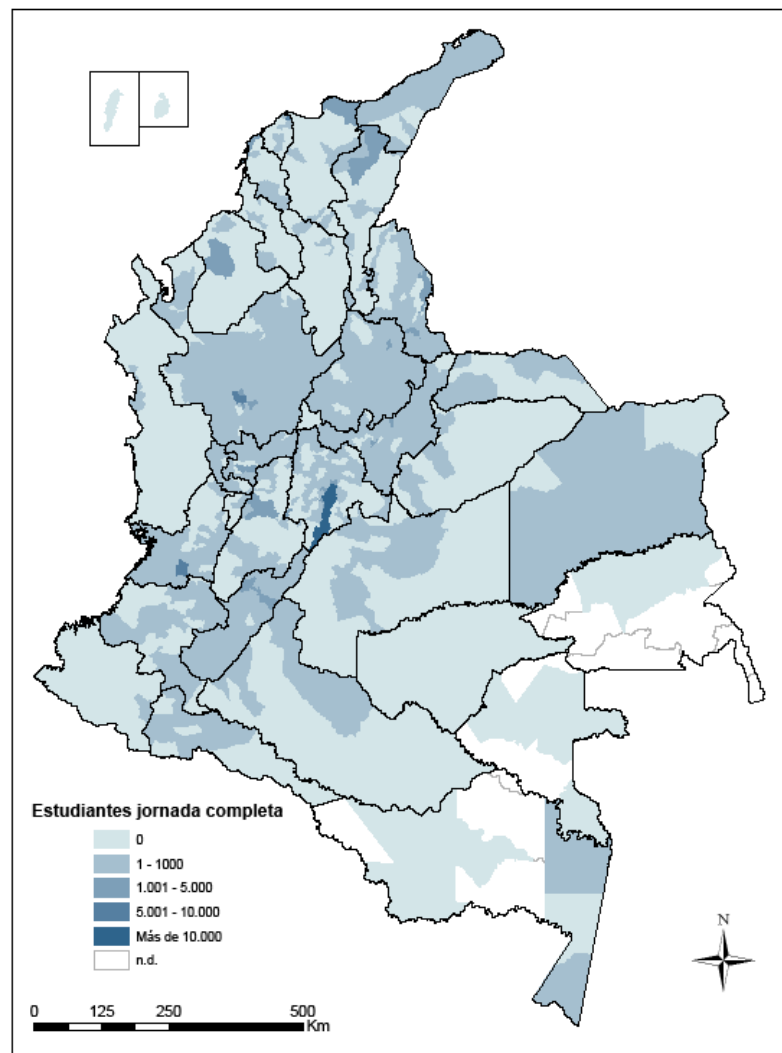 Estudiantes jornada completa
0
1 - 1000
1.001 - 5.000
5.001 - 10.000
Más de 10.000
n.d.
N
0 125 250 500
Km